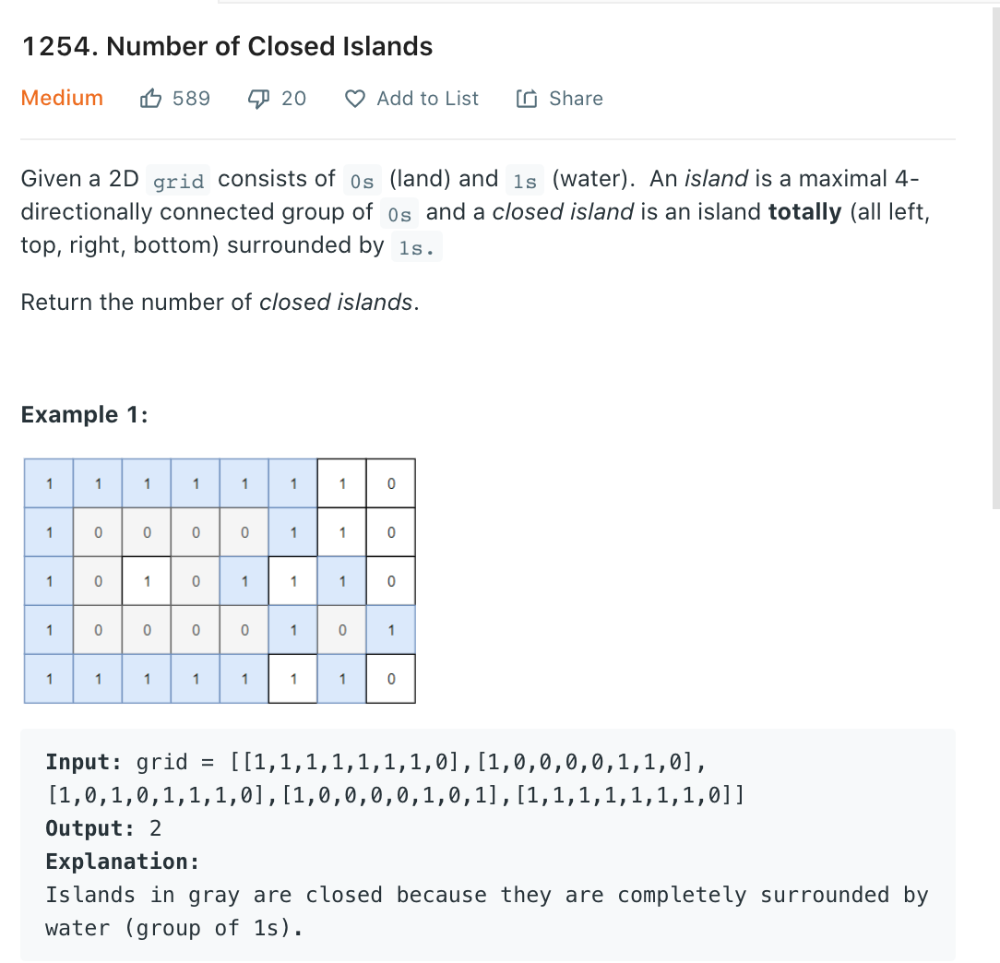 1254. Number of Closed Islands
Medium 589 20 Add to List Share
Given a 2D grid consists of 0s (land) and 1s (water). An island is a maximal 4-
directionally connected group of 0s and a closed island is an island totally (all left,
top, right, bottom) surrounded by 1s.
Return the number of closed islands.
Example 1:
1 1 1 1 1 1 1 0
1 0 0 0 0 1 1 0
1 0 1 0 1 1 1 0
1 0 0 0 0 1 0 1
1 1 1 1 1 1 1 0
Input: grid = [[1,1,1,1,1,1,1,0],[1,0,0,0,0,1,1,0],
[1,0,1,0,1,1,1,0],[1,0,0,0,0,1,0,1],[1,1,1,1,1,1,1,0]]
Output: 2
Explanation:
Islands in gray are closed because they are completely surrounded by
water (group of 1s).